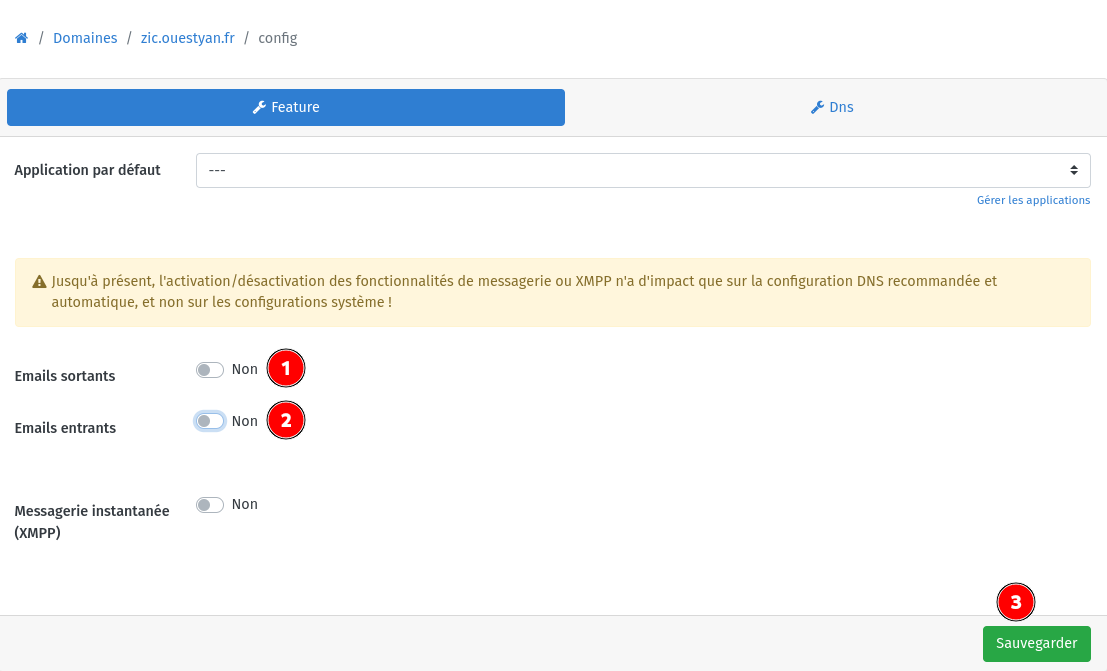 / Domaines / zic.ouestyan.fr / config
Feature
Dns
Application par défaut
---
Gérer les applications
Jusqu'à présent, l'activation/désactivation des fonctionnalités de messagerie ou XMPP n'a d'impact que sur la configuration DNS recommandée et
automatique, et non sur les configurations système !
Emails sortants
Non
1
Emails entrants
Non
2
Messagerie instantanée
(XMPP)
Non
3
Sauvegarder